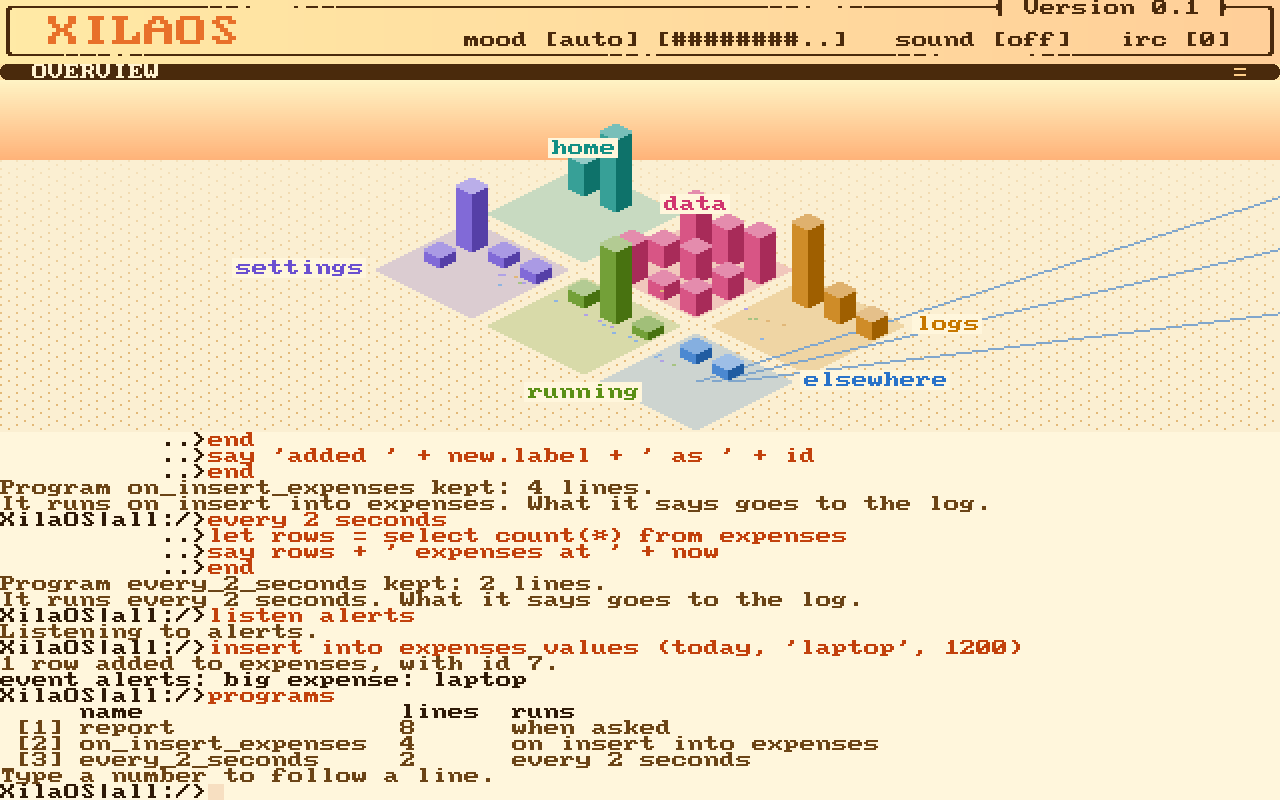 Version 0.1
XILAOS
mood [auto] [########..] sound [off] irc [0]
OVERVIEW =
home
data
settings
logs
elsewhere
running
..>end
..>say 'added ' + new.label + ' as ' + id
..>end
Program on_insert_expenses kept: 4 lines.
It runs on insert into expenses. What it says goes to the log.
XilaOS|all:/>every 2 seconds
..>let rows = select count(*) from expenses
..>say rows + ' expenses at ' + now
..>end
Program every_2_seconds kept: 2 lines.
It runs every 2 seconds. What it says goes to the log.
XilaOS|all:/>listen alerts
Listening to alerts.
XilaOS|all:/>insert into expenses values (today, 'laptop', 1200)
1 row added to expenses, with id 7.
event alerts: big expense: laptop
XilaOS|all:/>programs
name lines runs
[1] report 8 when asked
[2] on_insert_expenses 4 on insert into expenses
[3] every_2_seconds 2 every 2 seconds
Type a number to follow a line.
XilaOS|all:/>